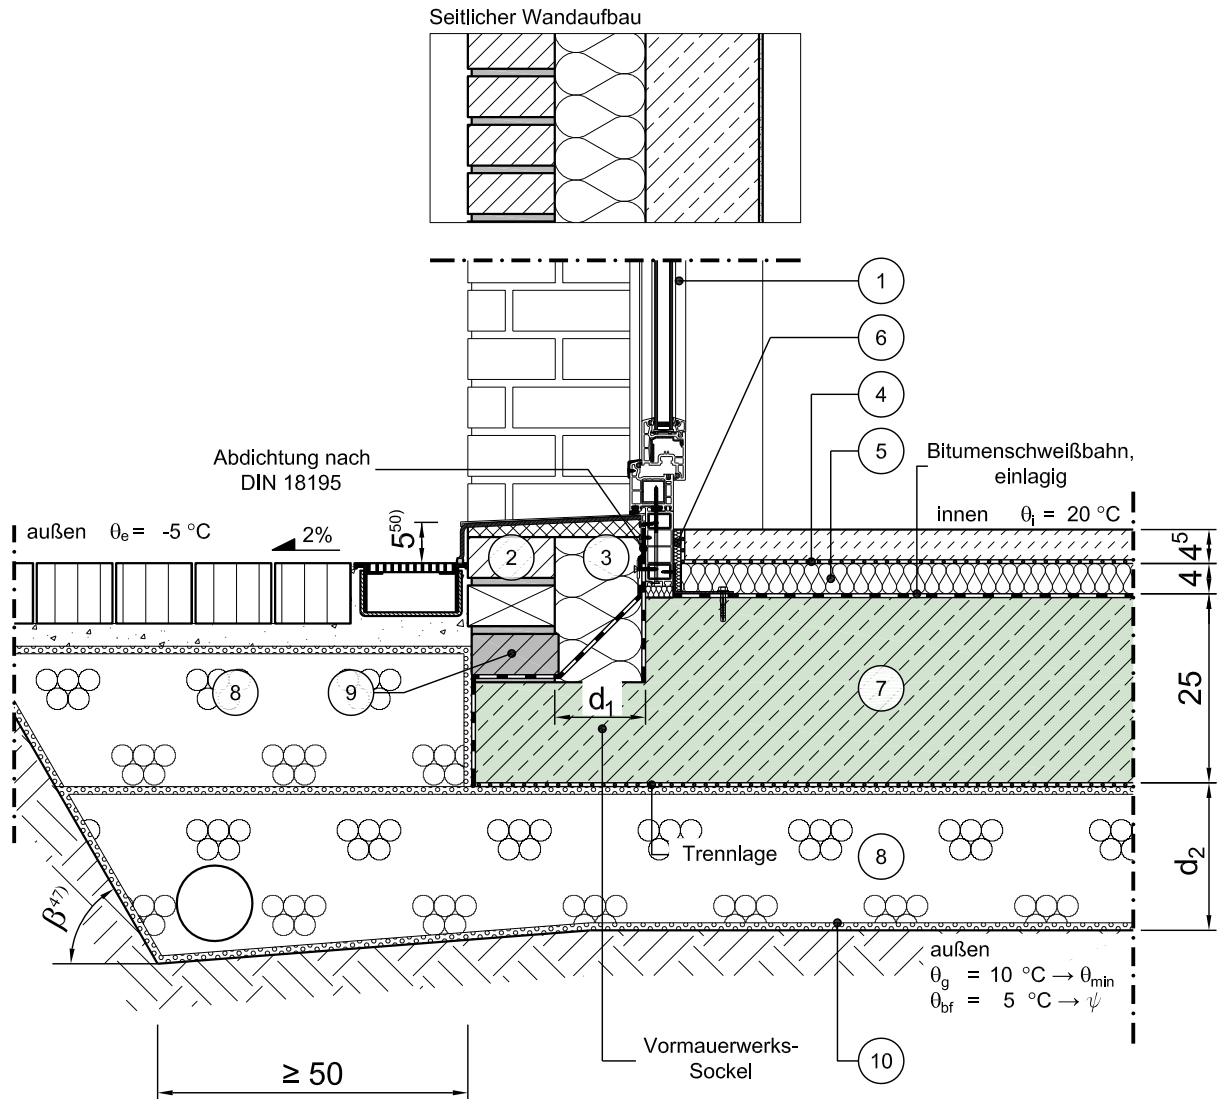 Seitlicher Wandaufbau
1
6
4
5
Abdichtung nach
DIN 18195
Bitumenschweißbahn,
einlagig
außen θe = -5 °C
2%
5⁵⁰⁾
innen θi = 20 °C
2
3
4⁵
4
8
9
7
d₁
25
Trennlage
8
d₂
β⁴⁷⁾
außen
θg = 10 °C → θmin
θbf = 5 °C → ψ
Vormauerwerks-
Sockel
10
≥ 50